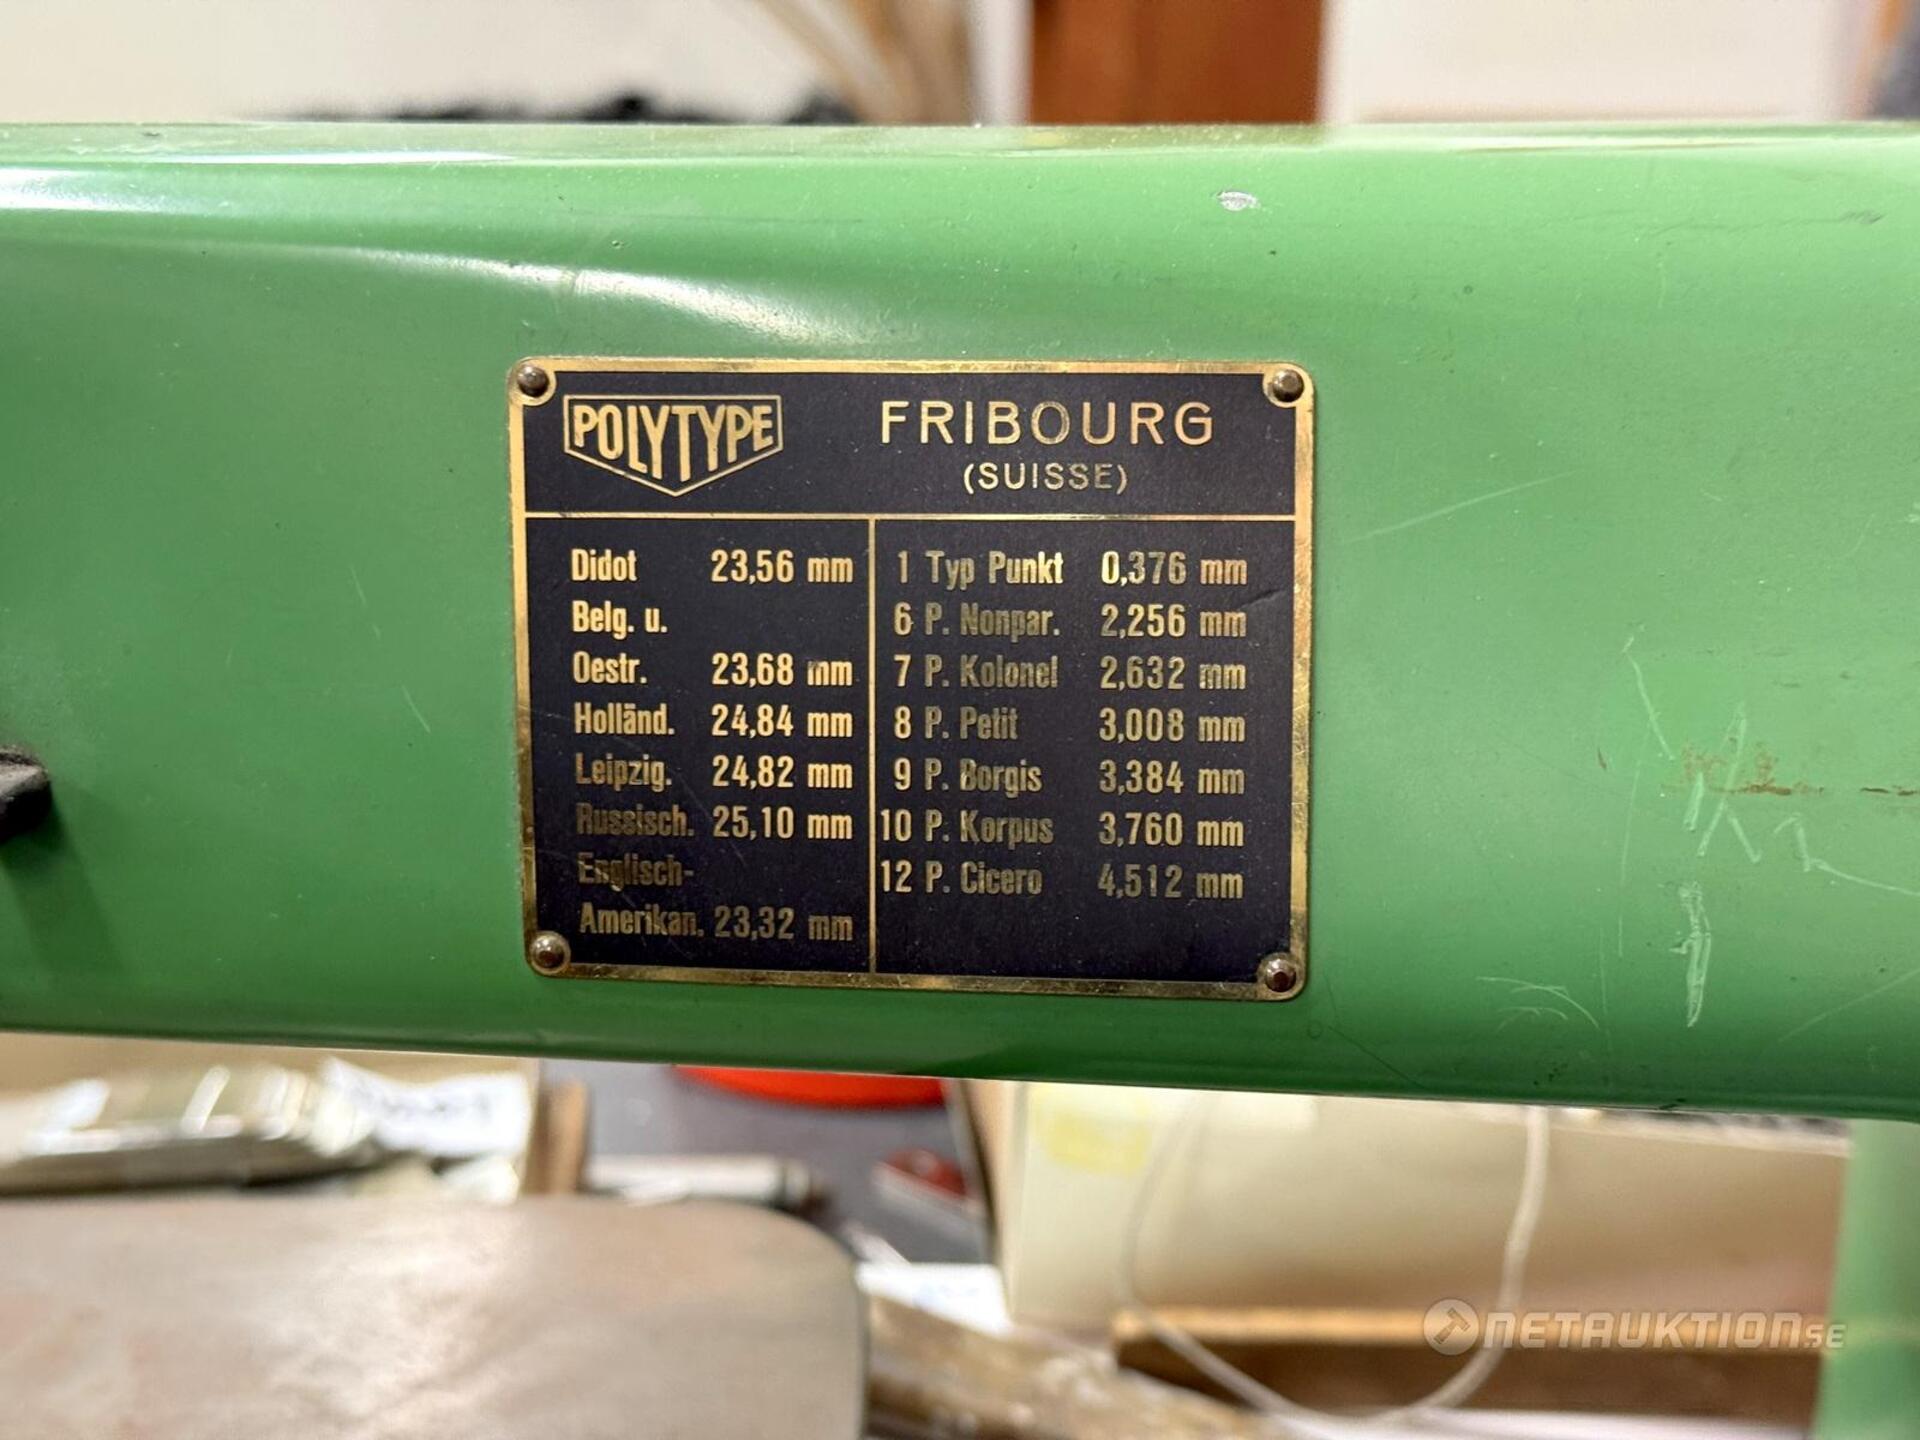 POLYTYPE
FRIBOURG
(SUISSE)
Didot 23,56 mm
Belg. u.
Oestr. 23,68 mm
Holländ. 24,84 mm
Leipzig. 24,82 mm
Russisch. 25,10 mm
Englisch-
Amerikan. 23,32 mm
1 Typ Punkt 0,376 mm
6 P. Nonpar. 2,256 mm
7 P. Kolonel 2,632 mm
8 P. Petit 3,008 mm
9 P. Borgis 3,384 mm
10 P. Korpus 3,760 mm
12 P. Cicero 4,512 mm
NETAUKTION.SE